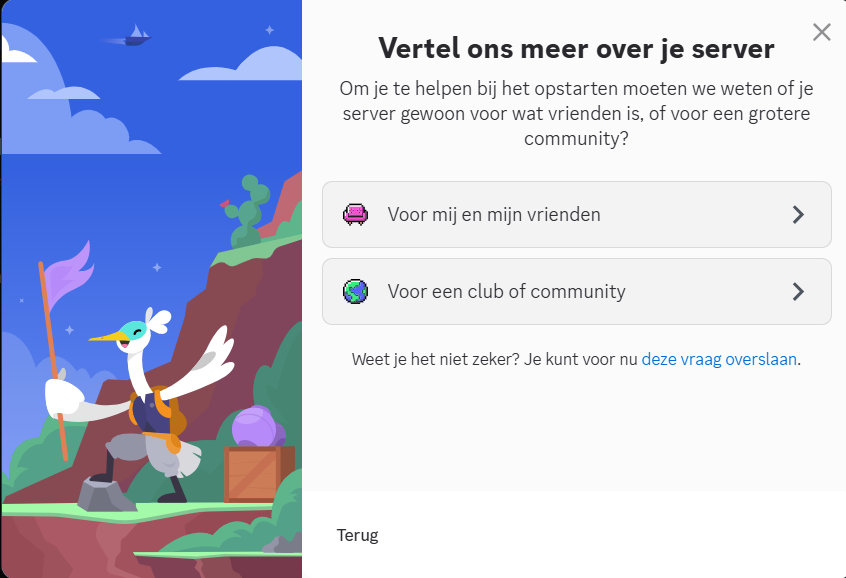 Vertel ons meer over je server
Om je te helpen bij het opstarten moeten we weten of je
server gewoon voor wat vrienden is, of voor een grotere
community?
Voor mij en mijn vrienden
Voor een club of community
Weet je het niet zeker? Je kunt voor nu deze vraag overslaan.
Terug